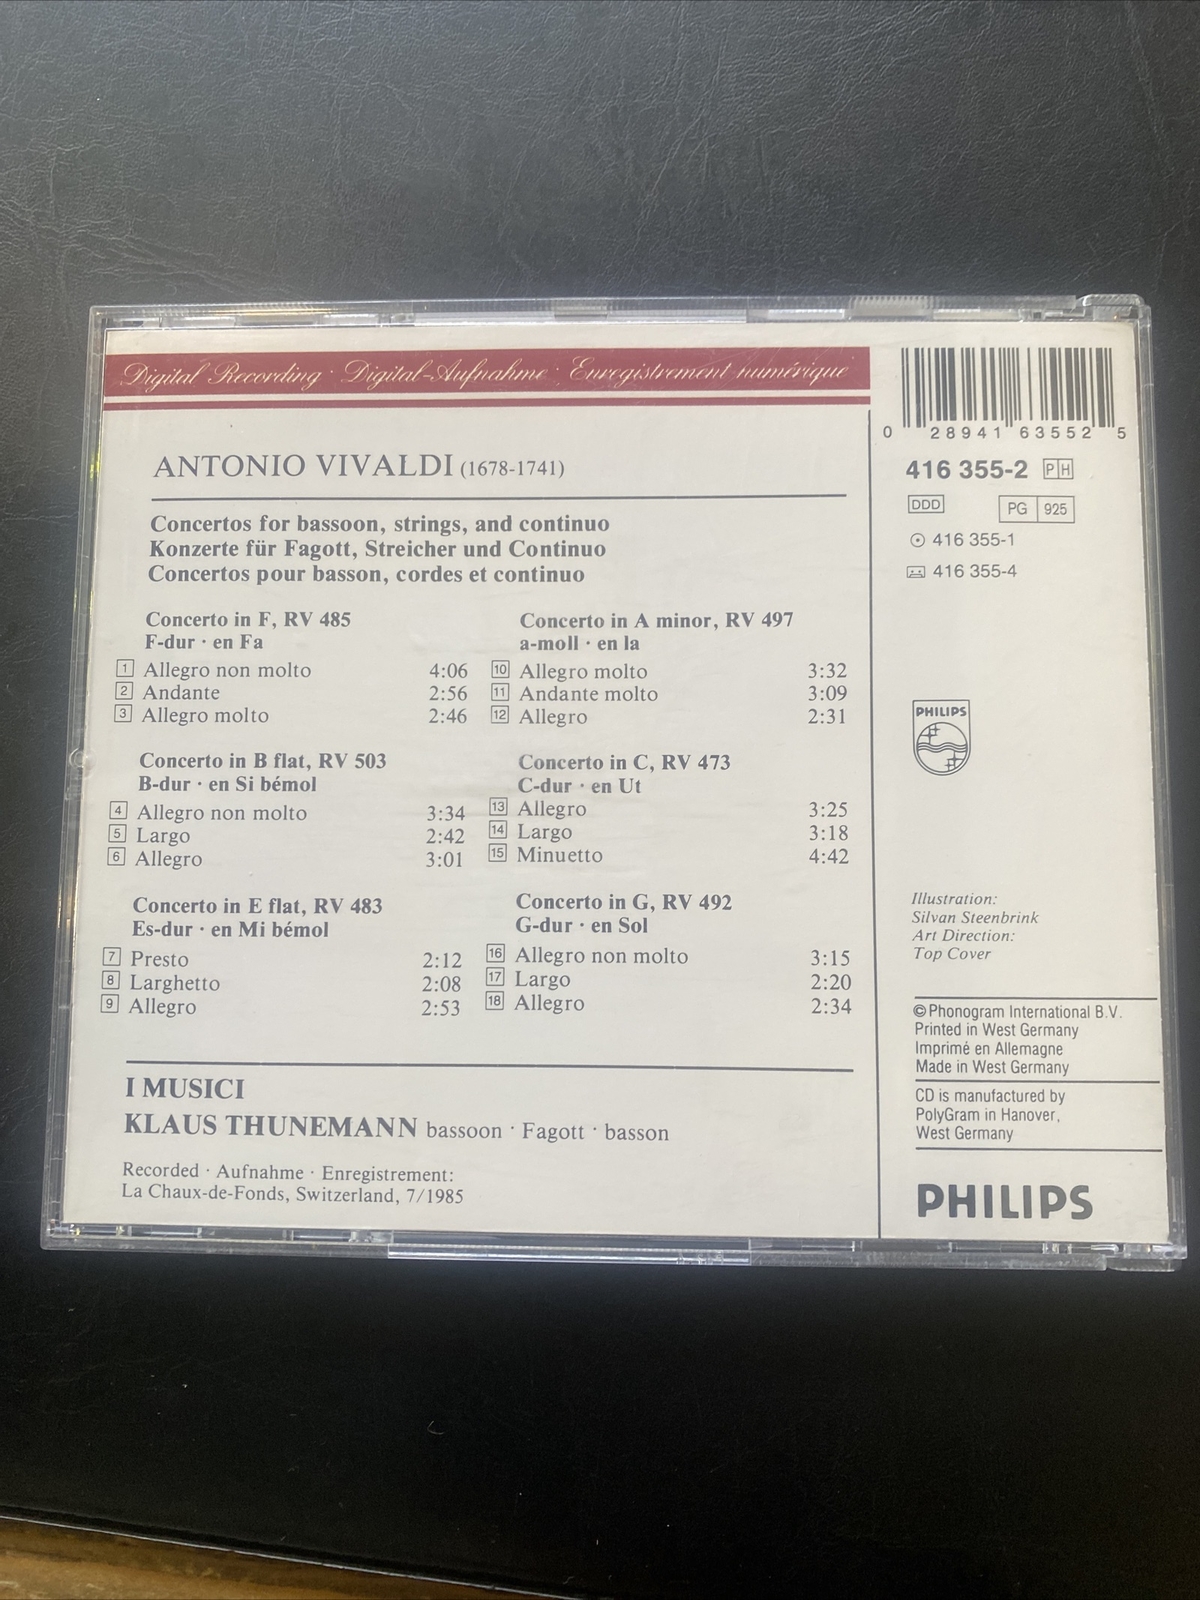 Digital Recording · Digital-Aufnahme · Enregistrement numérique
ANTONIO VIVALDI (1678-1741)
Concertos for bassoon, strings, and continuo
Konzerte für Fagott, Streicher und Continuo
Concertos pour basson, cordes et continuo
Concerto in F, RV 485
F-dur · en Fa
1 Allegro non molto 4:06
2 Andante 2:56
3 Allegro molto 2:46
Concerto in B flat, RV 503
B-dur · en Si bémol
4 Allegro non molto 3:34
5 Largo 2:42
6 Allegro 3:01
Concerto in E flat, RV 483
Es-dur · en Mi bémol
7 Presto 2:12
8 Larghetto 2:08
9 Allegro 2:53
Concerto in A minor, RV 497
a-moll · en la
10 Allegro molto 3:32
11 Andante molto 3:09
12 Allegro 2:31
Concerto in C, RV 473
C-dur · en Ut
13 Allegro 3:25
14 Largo 3:18
15 Minuetto 4:42
Concerto in G, RV 492
G-dur · en Sol
16 Allegro non molto 3:15
17 Largo 2:20
18 Allegro 2:34
I MUSICI
KLAUS THUNEMANN bassoon · Fagott · basson
Recorded · Aufnahme · Enregistrement:
La Chaux-de-Fonds, Switzerland, 7/1985
0 28941 63552 5
416 355-2 PH
DDD PG 925
416 355-1
416 355-4
PHILIPS
Illustration:
Silvan Steenbrink
Art Direction:
Top Cover
© Phonogram International B.V.
Printed in West Germany
Imprimé en Allemagne
Made in West Germany
CD is manufactured by
PolyGram in Hanover,
West Germany
PHILIPS